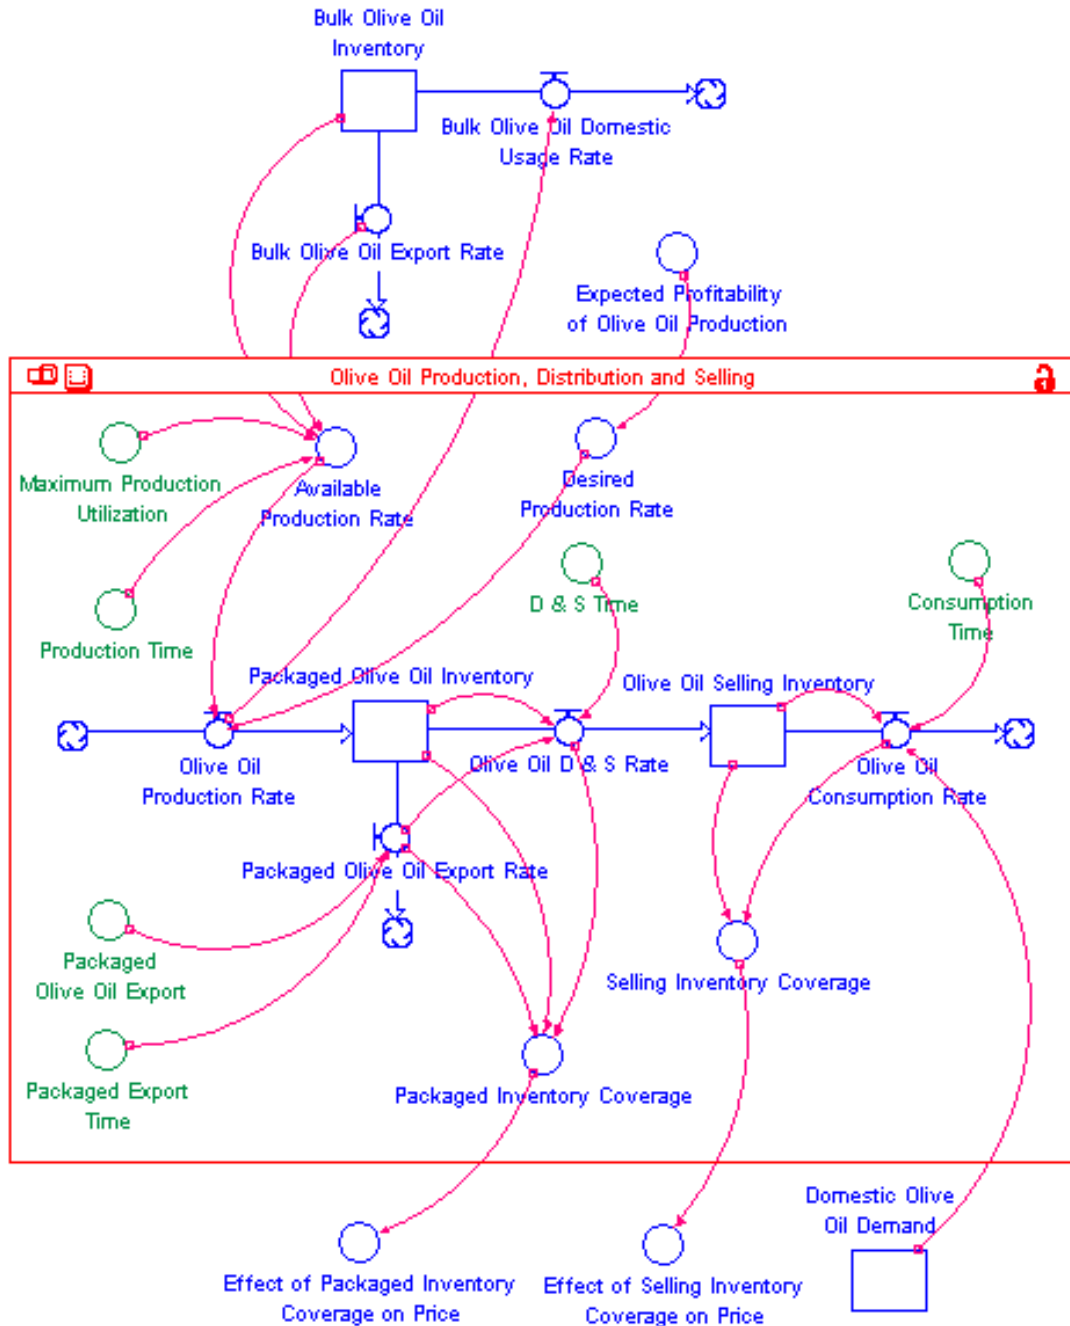 Bulk Olive Oil
Inventory
Bulk Olive Oil Domestic
Usage Rate
Bulk Olive Oil Export Rate
Expected Profitability
of Olive Oil Production
Olive Oil Production, Distribution and Selling
Maximum Production
Utilization
Available
Production Rate
Desired
Production Rate
D & S Time
Consumption
Time
Production Time
Packaged Olive Oil Inventory
Olive Oil Selling Inventory
Olive Oil
Production Rate
Olive Oil D & S Rate
Olive Oil
Consumption Rate
Packaged Olive Oil Export Rate
Packaged
Olive Oil Export
Selling Inventory Coverage
Packaged Export
Time
Packaged Inventory Coverage
Domestic Olive
Oil Demand
Effect of Packaged Inventory
Coverage on Price
Effect of Selling Inventory
Coverage on Price